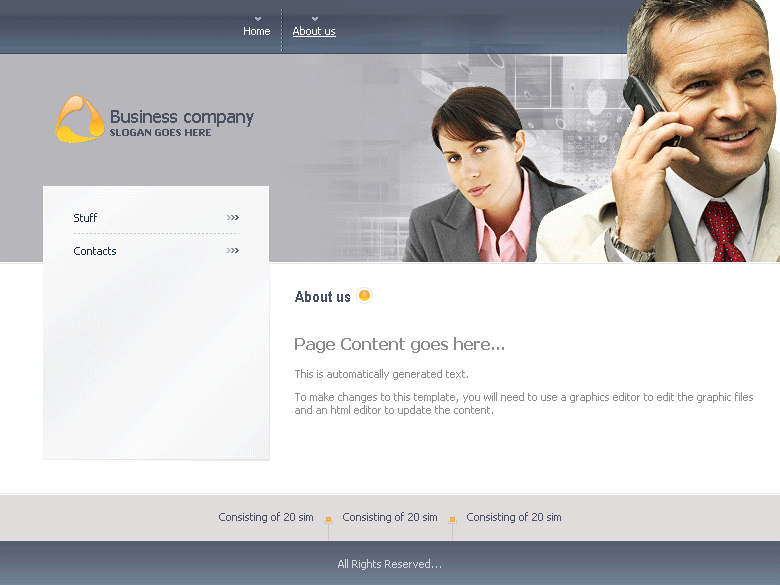 Home About us
Business company
SLOGAN GOES HERE
Stuff
Contacts
About us
Page Content goes here...
This is automatically generated text.
To make changes to this template, you will need to use a graphics editor to edit the graphic files
and an html editor to update the content.
Consisting of 20 sim Consisting of 20 sim Consisting of 20 sim
All Rights Reserved...